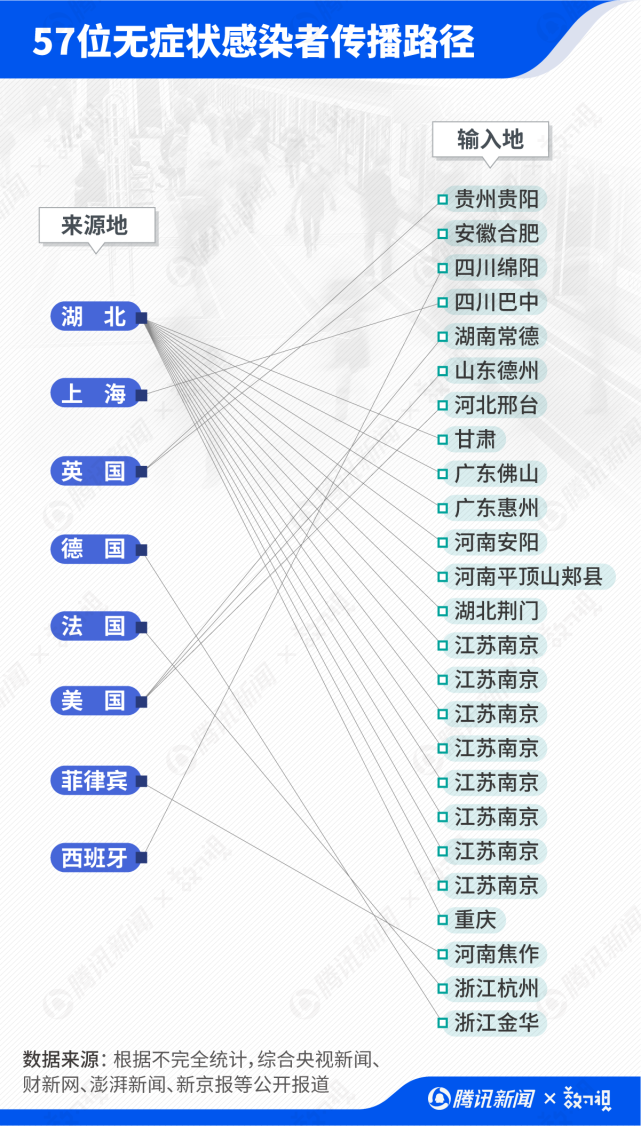 57位无症状感染者传播路径
输入地
来源地
贵州贵阳
安徽合肥
四川绵阳
四川巴中
湖南常德
山东德州
河北邢台
甘肃
广东佛山
广东惠州
河南安阳
河南平顶山郏县
湖北荆门
江苏南京
江苏南京
江苏南京
江苏南京
江苏南京
江苏南京
江苏南京
江苏南京
重庆
河南焦作
浙江杭州
浙江金华
湖 北
上 海
英 国
德 国
法 国
美 国
菲律宾
西班牙
数据来源：根据不完全统计，综合央视新闻、
财新网、澎湃新闻、新京报等公开报道
腾讯新闻 × 数可视